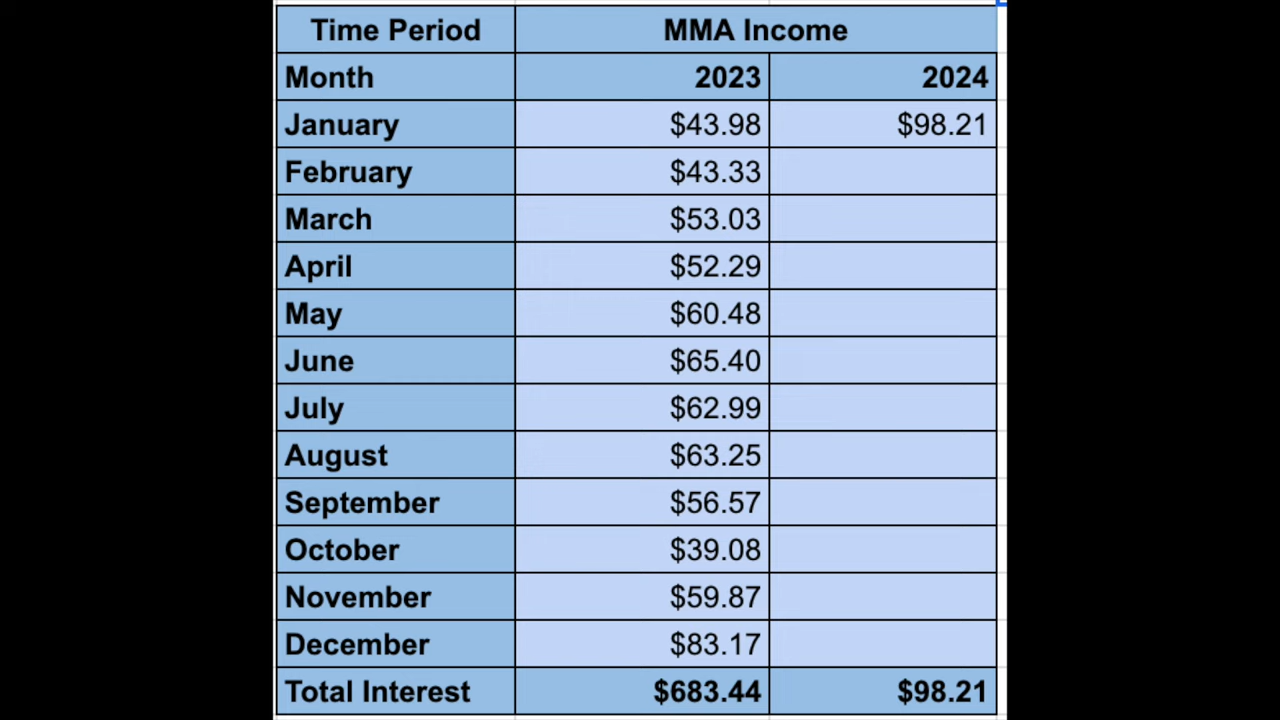 Time Period MMA Income
Month 2023 2024
January $43.98 $98.21
February $43.33
March $53.03
April $52.29
May $60.48
June $65.40
July $62.99
August $63.25
September $56.57
October $39.08
November $59.87
December $83.17
Total Interest $683.44 $98.21